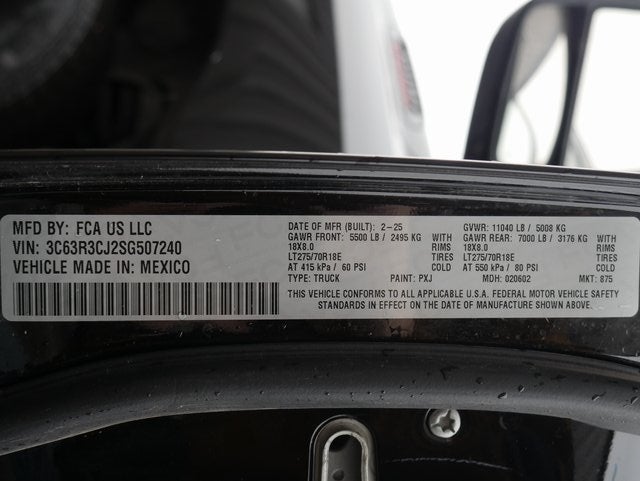 MFD BY: FCA US LLC
VIN: 3C63R3CJ2SG507240
VEHICLE MADE IN: MEXICO
DATE OF MFR (BUILT): 2-25 GVWR: 11040 LB / 5008 KG
GAWR FRONT: 5500 LB / 2495 KG WITH GAWR REAR: 7000 LB / 3176 KG WITH
18X8.0 RIMS 18X8.0 RIMS
LT275/70R18E TIRES LT275/70R18E TIRES
AT 415 kPa / 60 PSI COLD AT 550 kPa / 80 PSI COLD
TYPE: TRUCK PAINT: PXJ MDH: 020602 MKT: 875
THIS VEHICLE CONFORMS TO ALL APPLICABLE U.S.A. FEDERAL MOTOR VEHICLE SAFETY
STANDARDS IN EFFECT ON THE DATE OF MANUFACTURE SHOWN ABOVE.